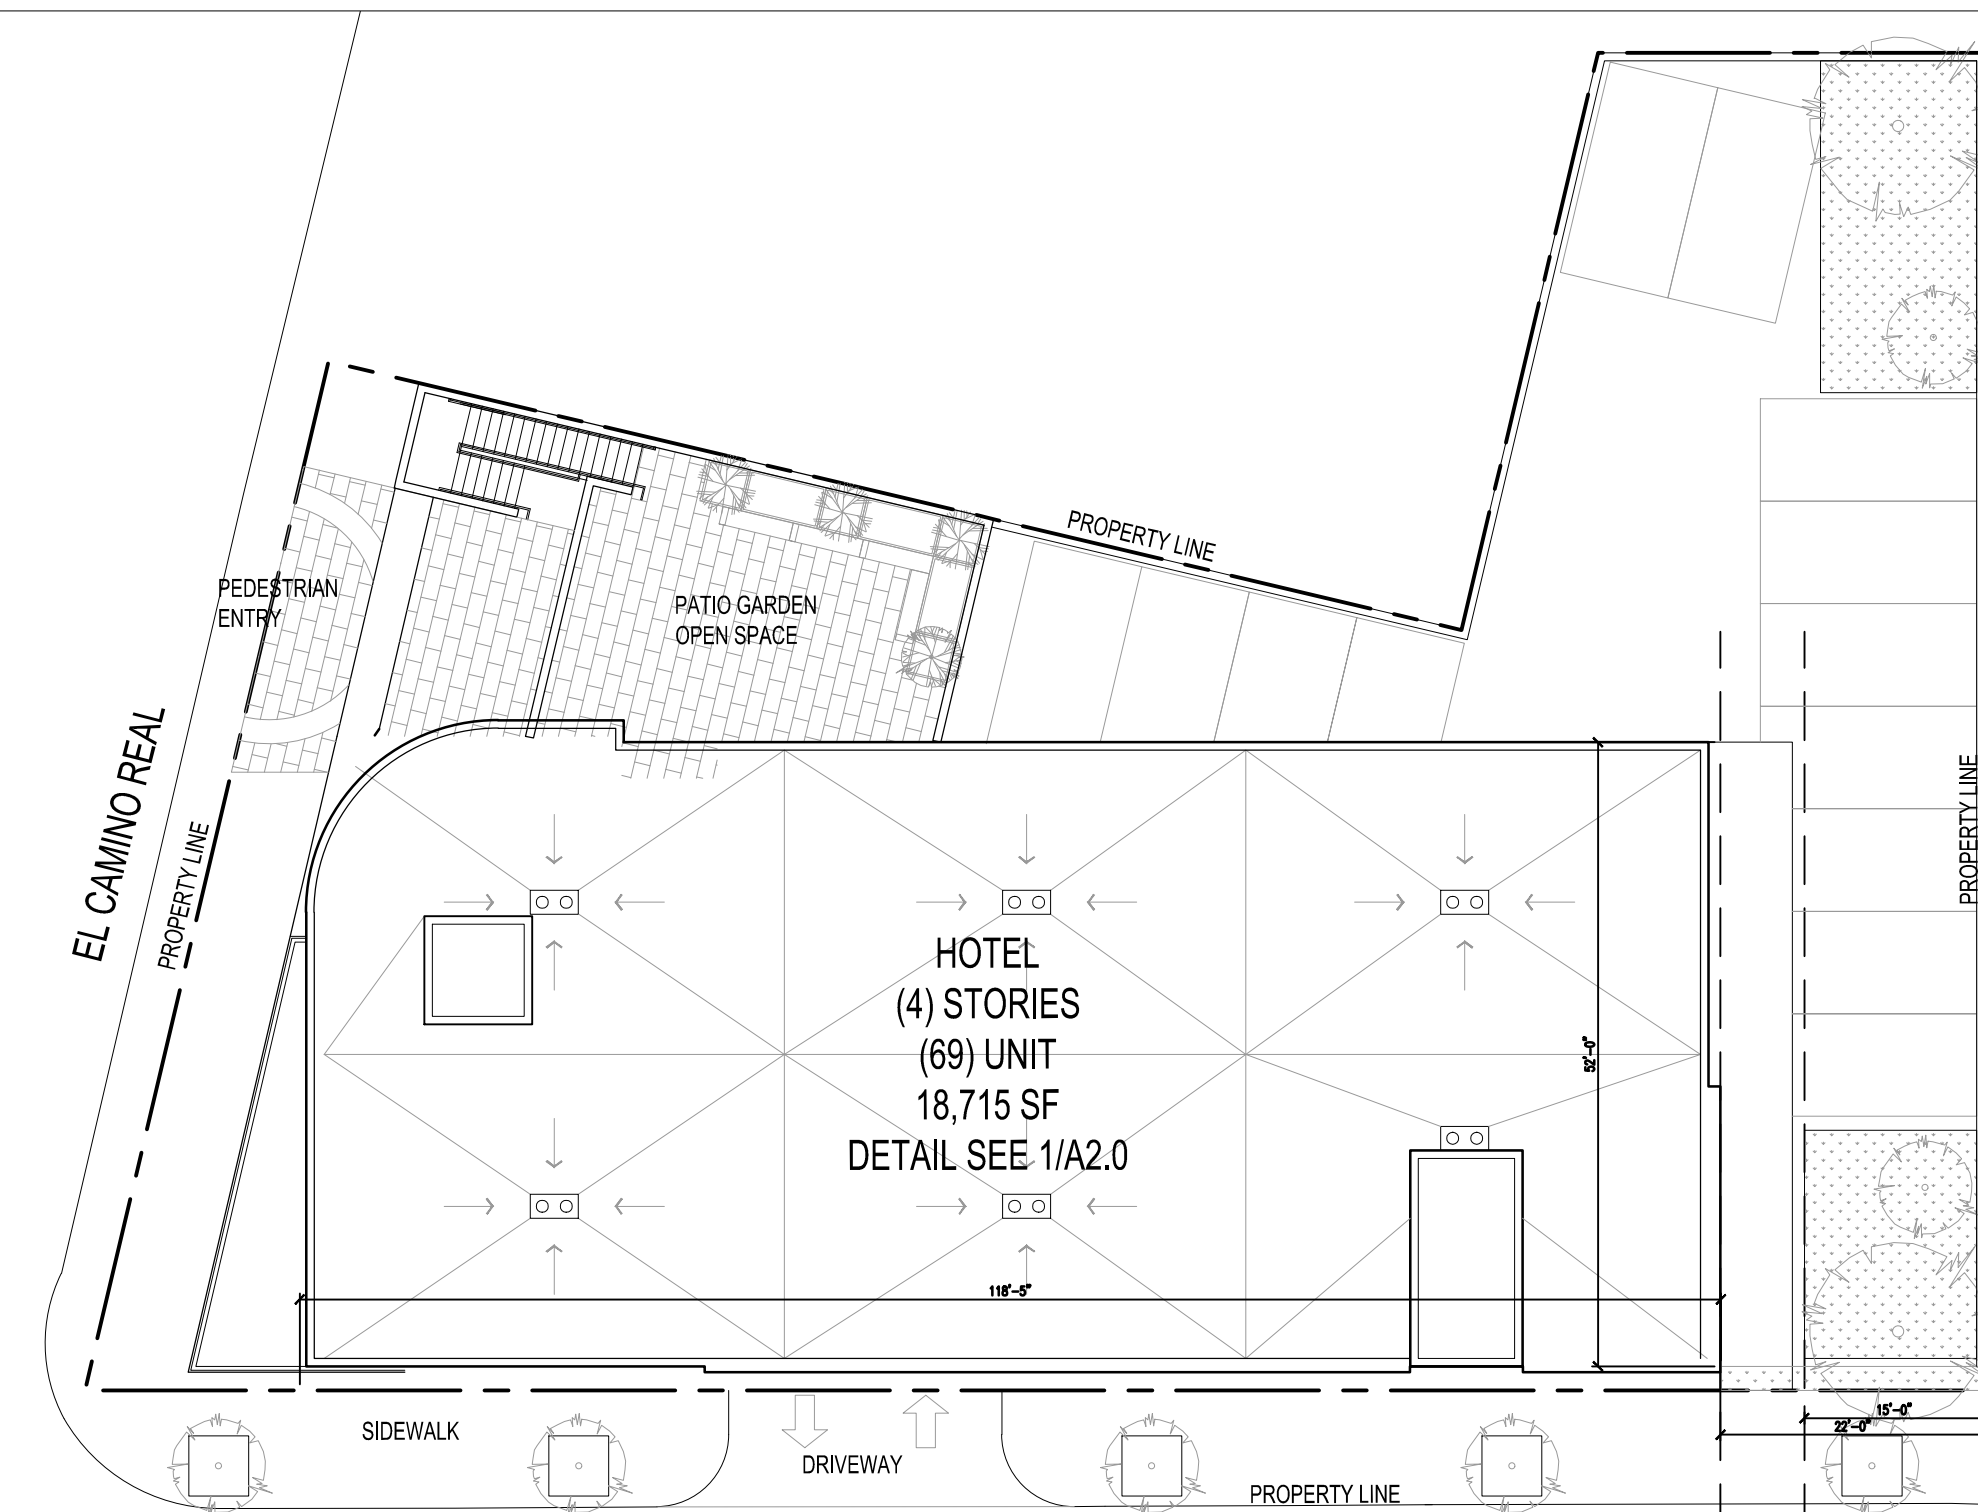 PROPERTY LINE
PEDESTRIAN
ENTRY
PATIO GARDEN
OPEN SPACE
EL CAMINO REAL
PROPERTY LINE
PROPERTY LINE
HOTEL
(4) STORIES
(69) UNIT
18,715 SF
DETAIL SEE 1/A2.0
52'-0"
118'-5"
15'-0"
22'-0"
SIDEWALK
DRIVEWAY
PROPERTY LINE